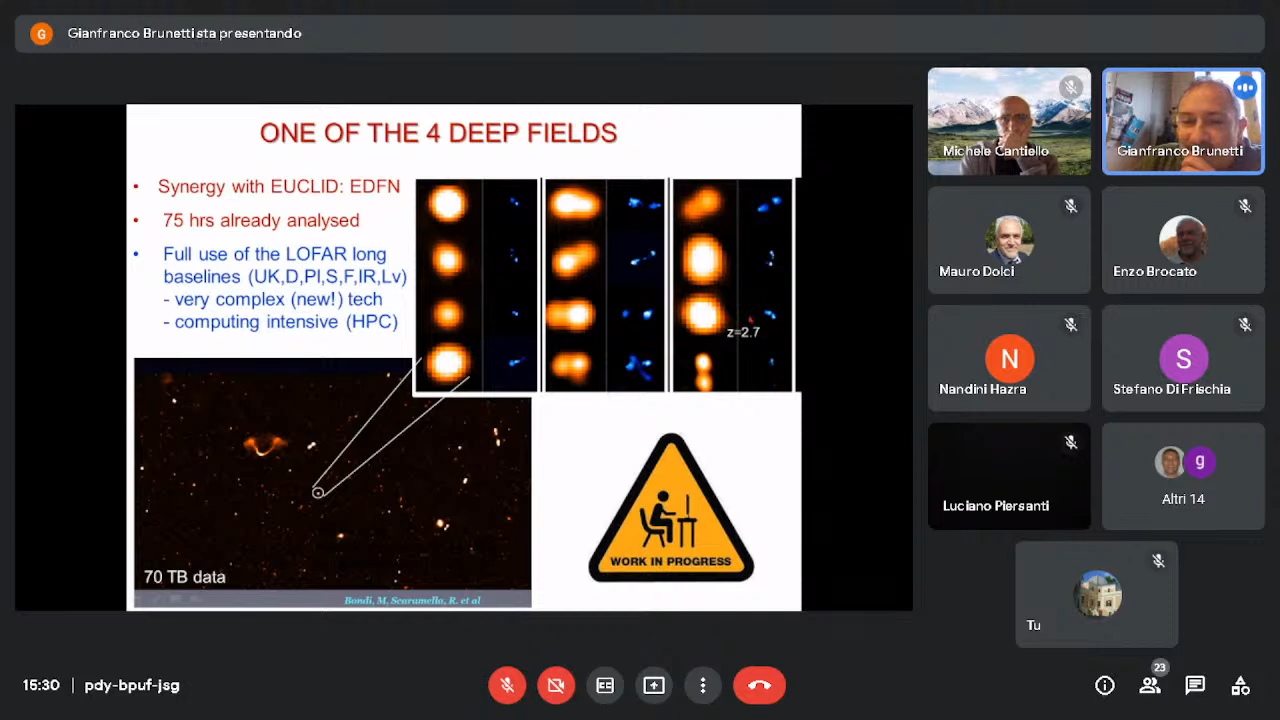 G
Gianfranco Brunetti sta presentando
ONE OF THE 4 DEEP FIELDS
• Synergy with EUCLID: EDFN
• 75 hrs already analysed
• Full use of the LOFAR long
baselines (UK,D,Pl,S,F,IR,Lv)
- very complex (new!) tech
- computing intensive (HPC)
z=2.7
70 TB data
Bondi, M, Scaramella, R. et al
WORK IN PROGRESS
Michele Cantiello
Gianfranco Brunetti
Mauro Dolci
Enzo Brocato
N
Nandini Hazra
S
Stefano Di Frischia
Luciano Piersanti
g
Altri 14
Tu
15:30 | pdy-bpuf-jsg
23